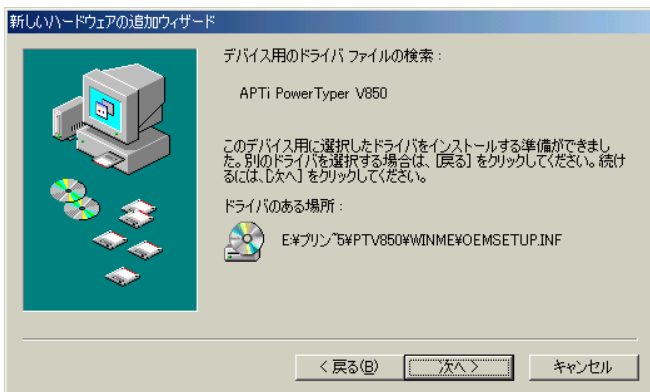 新しいハードウェアの追加ウィザード
デバイス用のドライバ ファイルの検索：
APTi PowerTyper V850
このデバイス用に選択したドライバをインストールする準備ができまし
た。別のドライバを選択する場合は、[戻る] をクリックしてください。続け
るには、[次へ] をクリックしてください。
ドライバのある場所：
E:¥プリン~5¥PTV850¥WINME¥OEMSETUP.INF
< 戻る(B)
次へ >
キャンセル